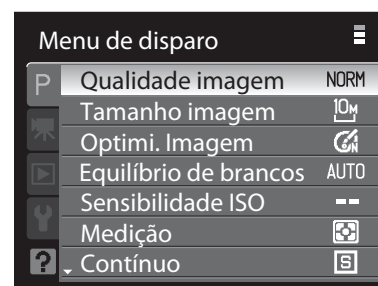 Menu de disparo
P
Qualidade imagem NORM
Tamanho imagem 10M
Optimi. Imagem N
Equilíbrio de brancos AUTO
Sensibilidade ISO --
Medição
? Contínuo S